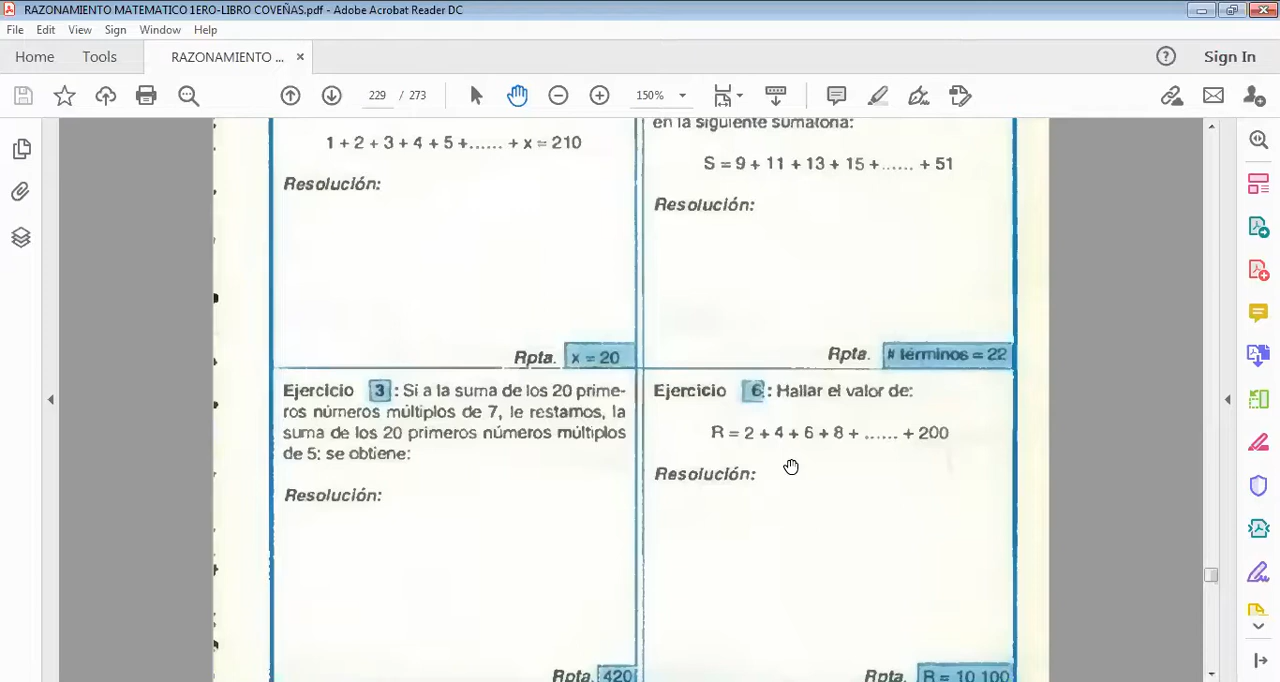 RAZONAMIENTO MATEMATICO 1ERO-LIBRO COVEÑAS.pdf - Adobe Acrobat Reader DC
File Edit View Sign Window Help
Home Tools RAZONAMIENTO ... × Sign In
229 / 273 150%
1 + 2 + 3 + 4 + 5 +...... + x = 210
Resolución:
Rpta. x = 20
Ejercicio 3 : Si a la suma de los 20 prime-
ros números múltiplos de 7, le restamos, la
suma de los 20 primeros números múltiplos
de 5; se obtiene:
Resolución:
Rpta. 420
en la siguiente sumatoria:
S = 9 + 11 + 13 + 15 +...... + 51
Resolución:
Rpta. # términos = 22
Ejercicio 6 : Hallar el valor de:
R = 2 + 4 + 6 + 8 + ...... + 200
Resolución:
Rpta. R = 10 100